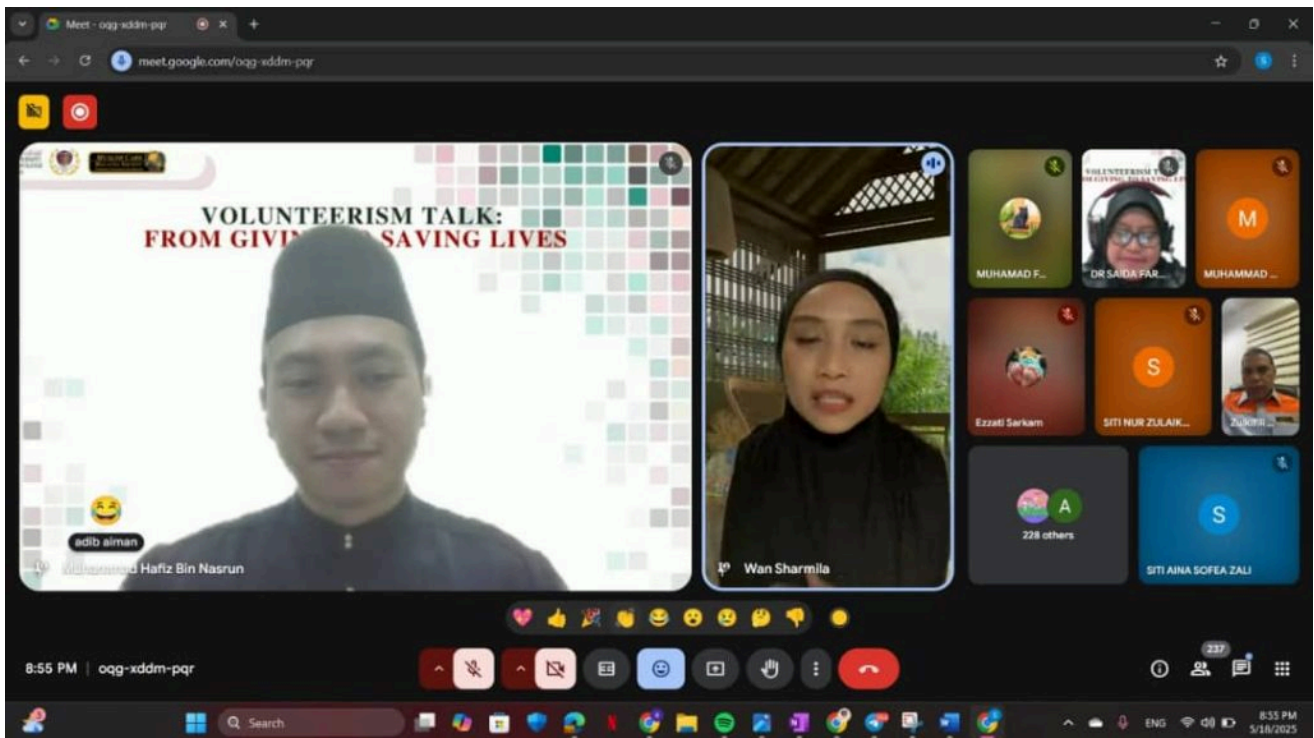 Meet - oqg-xddm-pqr
meet.google.com/oqg-xddm-pqr
S
VOLUNTEERISM TALK:
FROM GIVIN SAVING LIVES
adib aiman
Muhammad Hafiz Bin Nasrun
Wan Sharmila
MUHAMAD F...
VOLUNTEERISM T
DR SAIDA FAR...
M
MUHAMMAD ...
Ezzati Sarkam
S
SITI NUR ZULAIK...
A
228 others
S
SITI AINA SOFEA ZALI
8:55 PM | oqg-xddm-pqr
237
Search
ENG
8:55 PM
5/18/2025